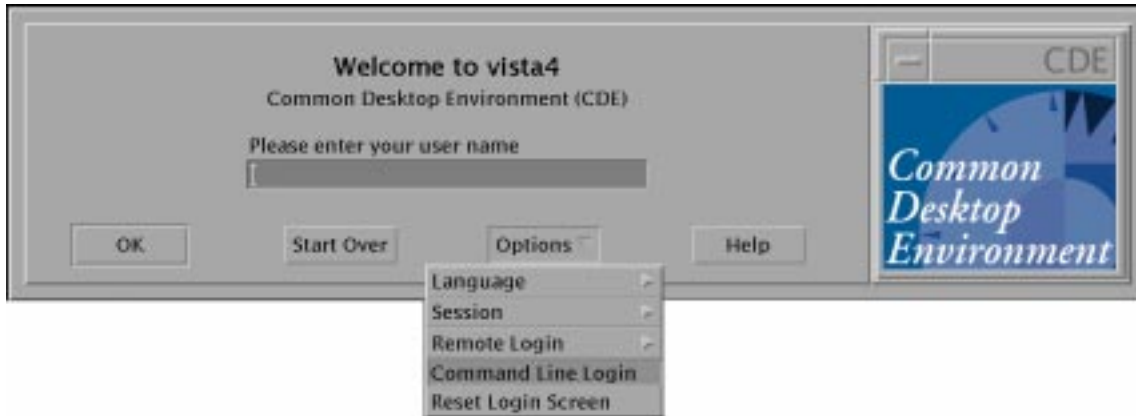 Welcome to vista4
Common Desktop Environment (CDE)
Please enter your user name
OK
Start Over
Options
Help
Language
Session
Remote Login
Command Line Login
Reset Login Screen
CDE
Common
Desktop
Environment